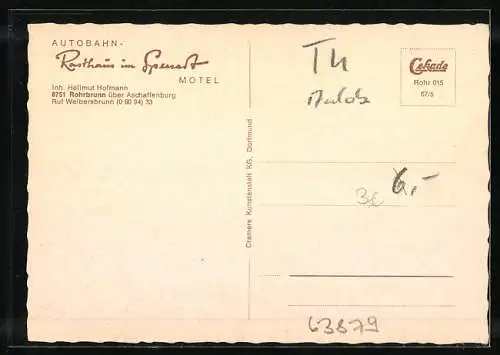 AUTOBAHN-
Rasthaus im Spessart
MOTEL
Inh. Hellmut Hofmann
8751 Rohrbrunn über Aschaffenburg
Ruf Weibersbrunn (0 60 94) 33
Cramers Kunstanstalt KG, Dortmund
Cekade
Rohr 015
67/5
Th
6,-
63879